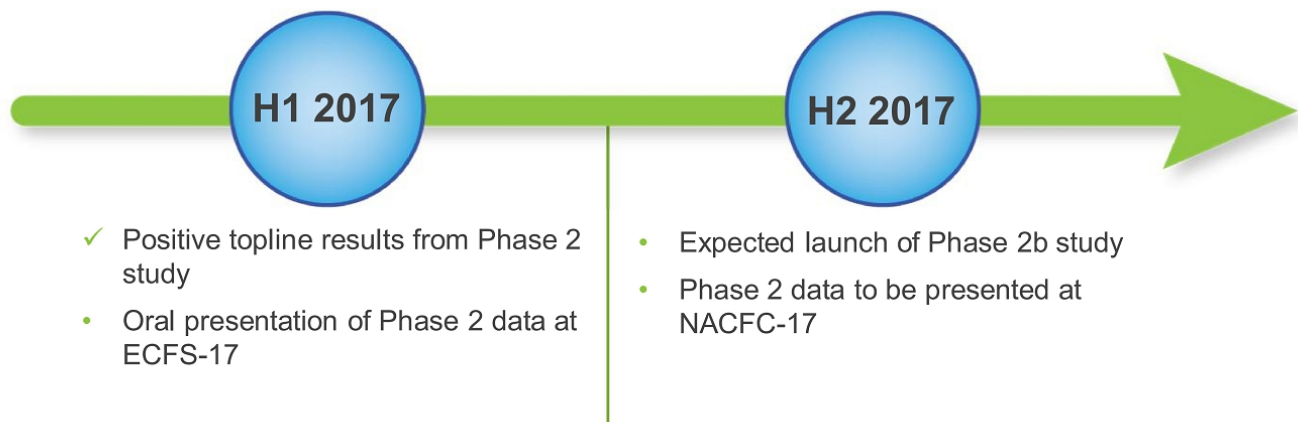 H1 2017
H2 2017
✓ Positive topline results from Phase 2
study
• Oral presentation of Phase 2 data at
ECFS-17
• Expected launch of Phase 2b study
• Phase 2 data to be presented at
NACFC-17